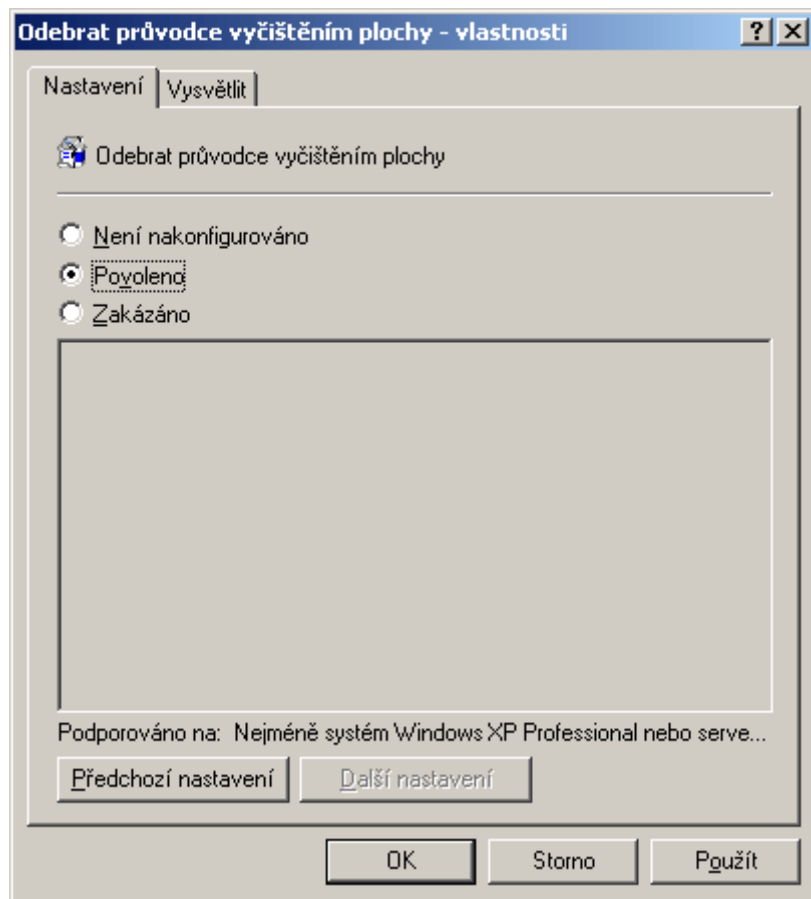 Odebrat průvodce vyčištěním plochy - vlastnosti
Nastavení Vysvětlit
Odebrat průvodce vyčištěním plochy
Není nakonfigurováno
Povoleno
Zakázáno
Podporováno na: Nejméně systém Windows XP Professional nebo serve...
Předchozí nastavení Další nastavení
OK Storno Použít